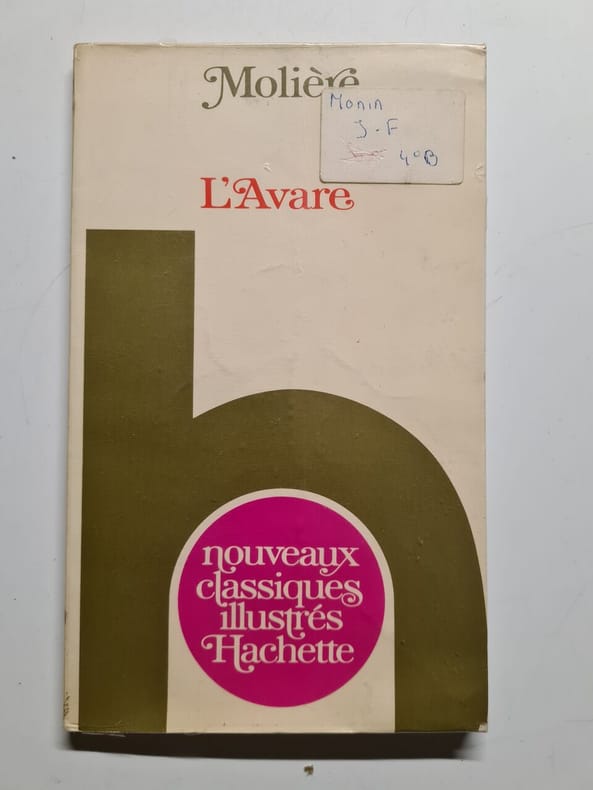 Molière
Monin
J-F
4°B
L'Avare
nouveaux
classiques
illustrés
Hachette